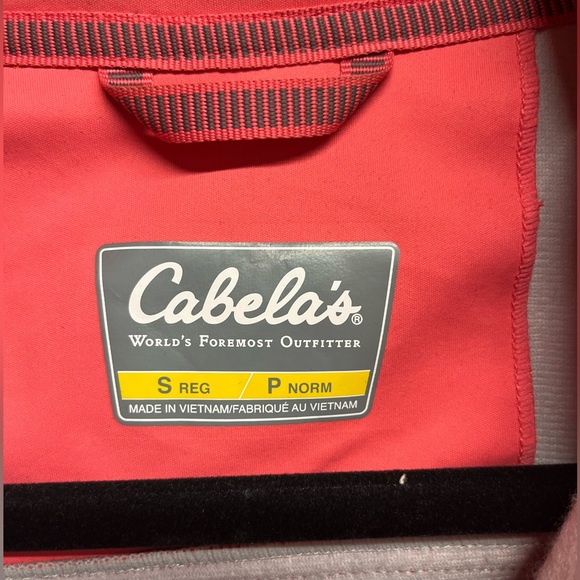 Cabela's®
WORLD'S FOREMOST OUTFITTER
S REG / P NORM
MADE IN VIETNAM/FABRIQUÉ AU VIETNAM